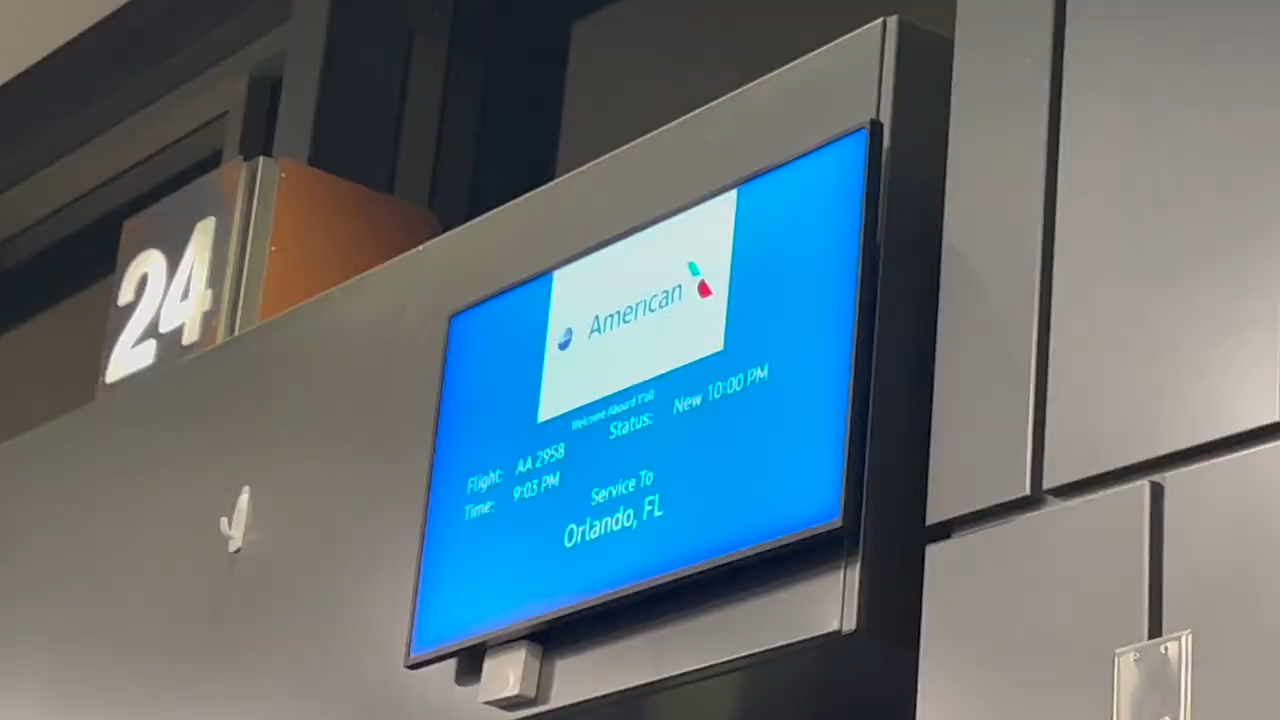 24
American
Welcome Aboard Y'all
Flight: AA 2958 Status: New 10:00 PM
Time: 9:03 PM
Service To
Orlando, FL